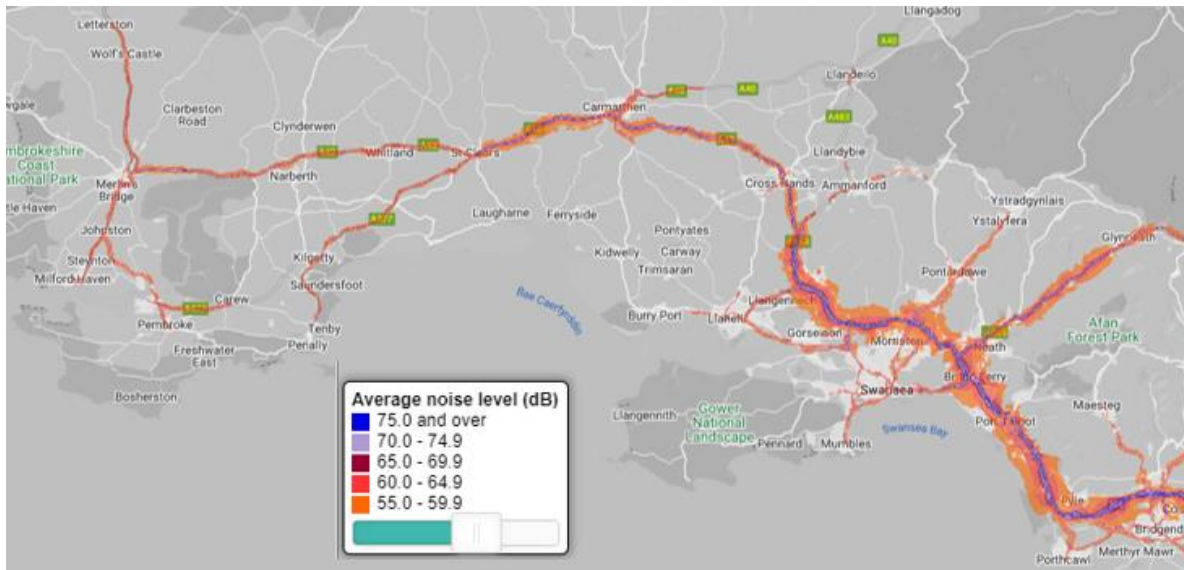 Letterston
Wolf's Castle
Llangadog
A40
Llandeilo
Carmarthen
A40
Clarbeston
Road
Clynderwen
A483
Whitland
St Clears
Llandybie
Coast
National Park
Narberth
Merlin's
Bridge
Cross Hands
Ammanford
Ystradgynlais
Ystalyfera
Laugharne
Ferryside
Johnston
A477
Pontyates
Glynneath
Kidwelly
Carway
Steynton
Kilgetty
Trimsaran
Milford Haven
Pontardawe
Saundersfoot
Carew
Llangennech
Bae Caerfyrddin
Burry Port
Llanelli
Afan
Forest Park
Pembroke
Tenby
Gorseinon
Morriston
Neath
Penally
Freshwater
East
Briton Ferry
Bosherston
Swansea
Maesteg
Llangennith
Gower
National
Landscape
Port Talbot
Swansea Bay
Pennard
Mumbles
Average noise level (dB)
75.0 and over
70.0 - 74.9
65.0 - 69.9
60.0 - 64.9
55.0 - 59.9
Pyle
Bridgend
Porthcawl
Merthyr Mawr